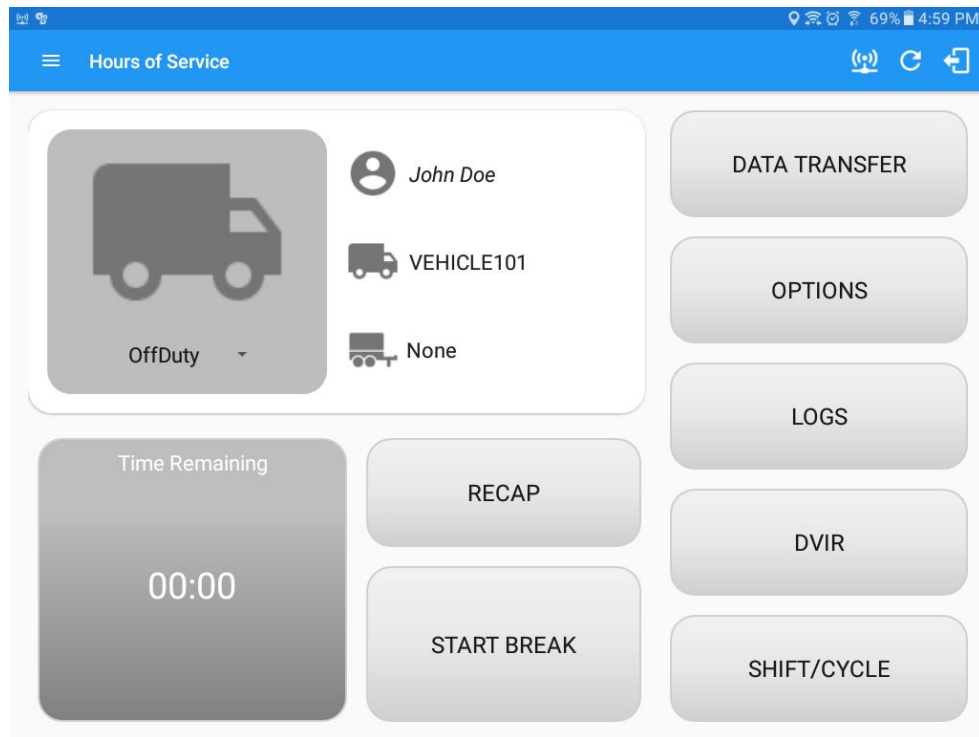 69% 4:59 PM
Hours of Service
John Doe
VEHICLE101
OffDuty
None
DATA TRANSFER
OPTIONS
LOGS
DVIR
SHIFT/CYCLE
Time Remaining
00:00
RECAP
START BREAK